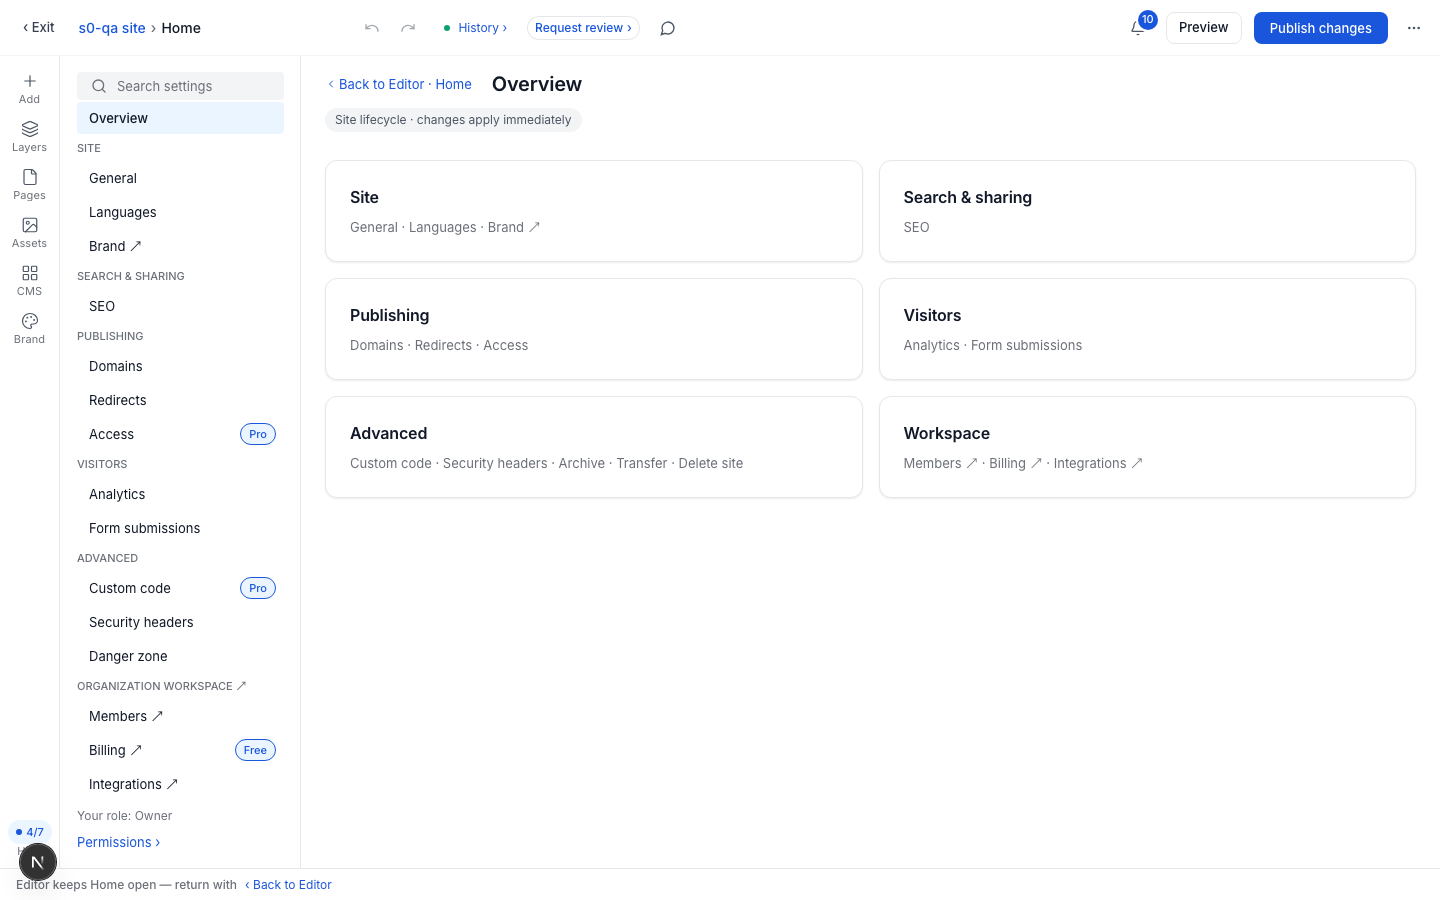 ‹ Exit
s0-qa site › Home
History ›
Request review ›
10
Preview
Publish changes
Add
Layers
Pages
Assets
CMS
Brand
4/7
N
Search settings
Overview
SITE
General
Languages
Brand ↗
SEARCH & SHARING
SEO
PUBLISHING
Domains
Redirects
Access Pro
VISITORS
Analytics
Form submissions
ADVANCED
Custom code Pro
Security headers
Danger zone
ORGANIZATION WORKSPACE ↗
Members ↗
Billing ↗ Free
Integrations ↗
Your role: Owner
Permissions ›
‹ Back to Editor · Home
Overview
Site lifecycle · changes apply immediately
Site
General · Languages · Brand ↗
Search & sharing
SEO
Publishing
Domains · Redirects · Access
Visitors
Analytics · Form submissions
Advanced
Custom code · Security headers · Archive · Transfer · Delete site
Workspace
Members ↗ · Billing ↗ · Integrations ↗
Editor keeps Home open — return with ‹ Back to Editor